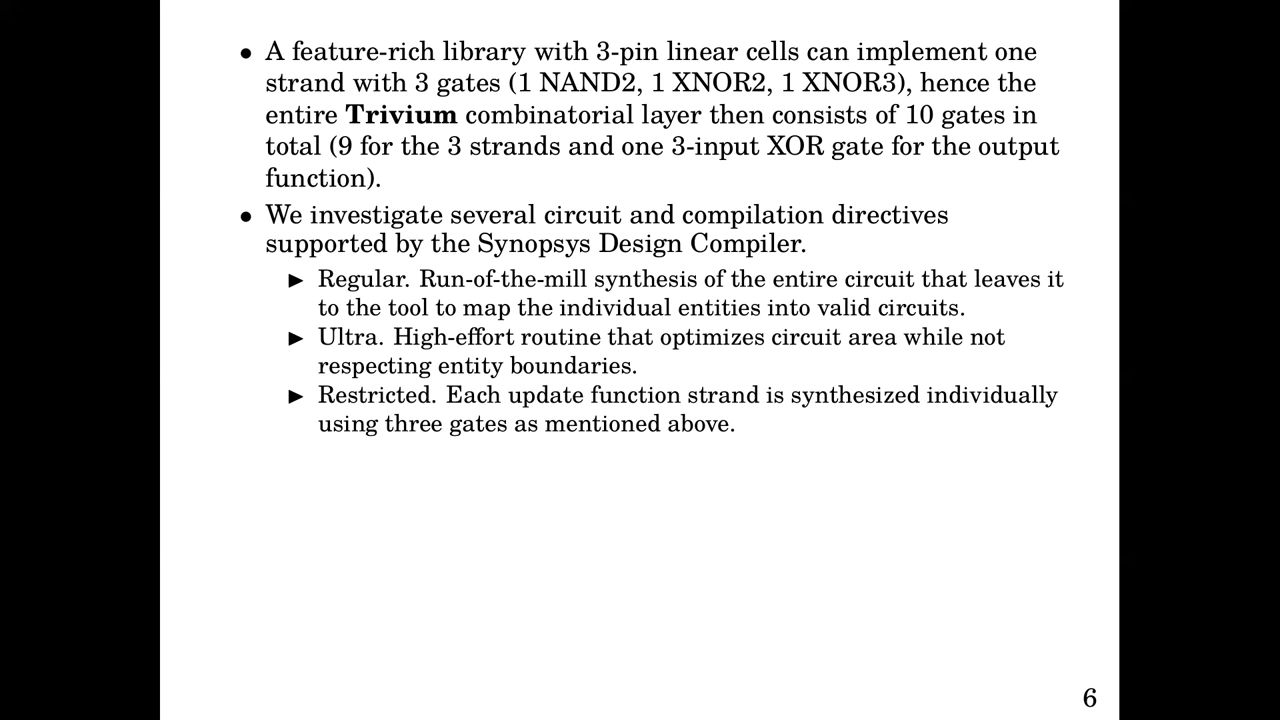 • A feature-rich library with 3-pin linear cells can implement one
strand with 3 gates (1 NAND2, 1 XNOR2, 1 XNOR3), hence the
entire Trivium combinatorial layer then consists of 10 gates in
total (9 for the 3 strands and one 3-input XOR gate for the output
function).
• We investigate several circuit and compilation directives
supported by the Synopsys Design Compiler.
▶ Regular. Run-of-the-mill synthesis of the entire circuit that leaves it
to the tool to map the individual entities into valid circuits.
▶ Ultra. High-effort routine that optimizes circuit area while not
respecting entity boundaries.
▶ Restricted. Each update function strand is synthesized individually
using three gates as mentioned above.
6